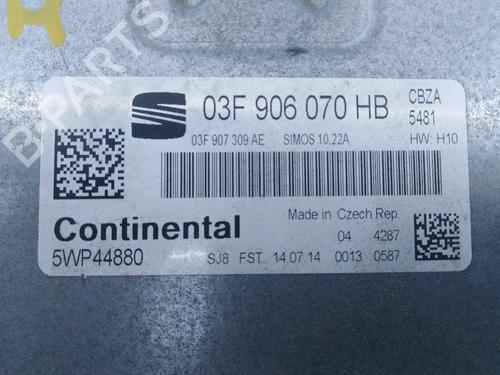 B-PARTS
03F 906 070 HB
CBZA
5481
03F 907 309 AE SIMOS 10.22A HW: H10
Continental
5WP44880
Made in Czech Rep.
04 4287
SJ8 FST 14.07.14 0013 0587